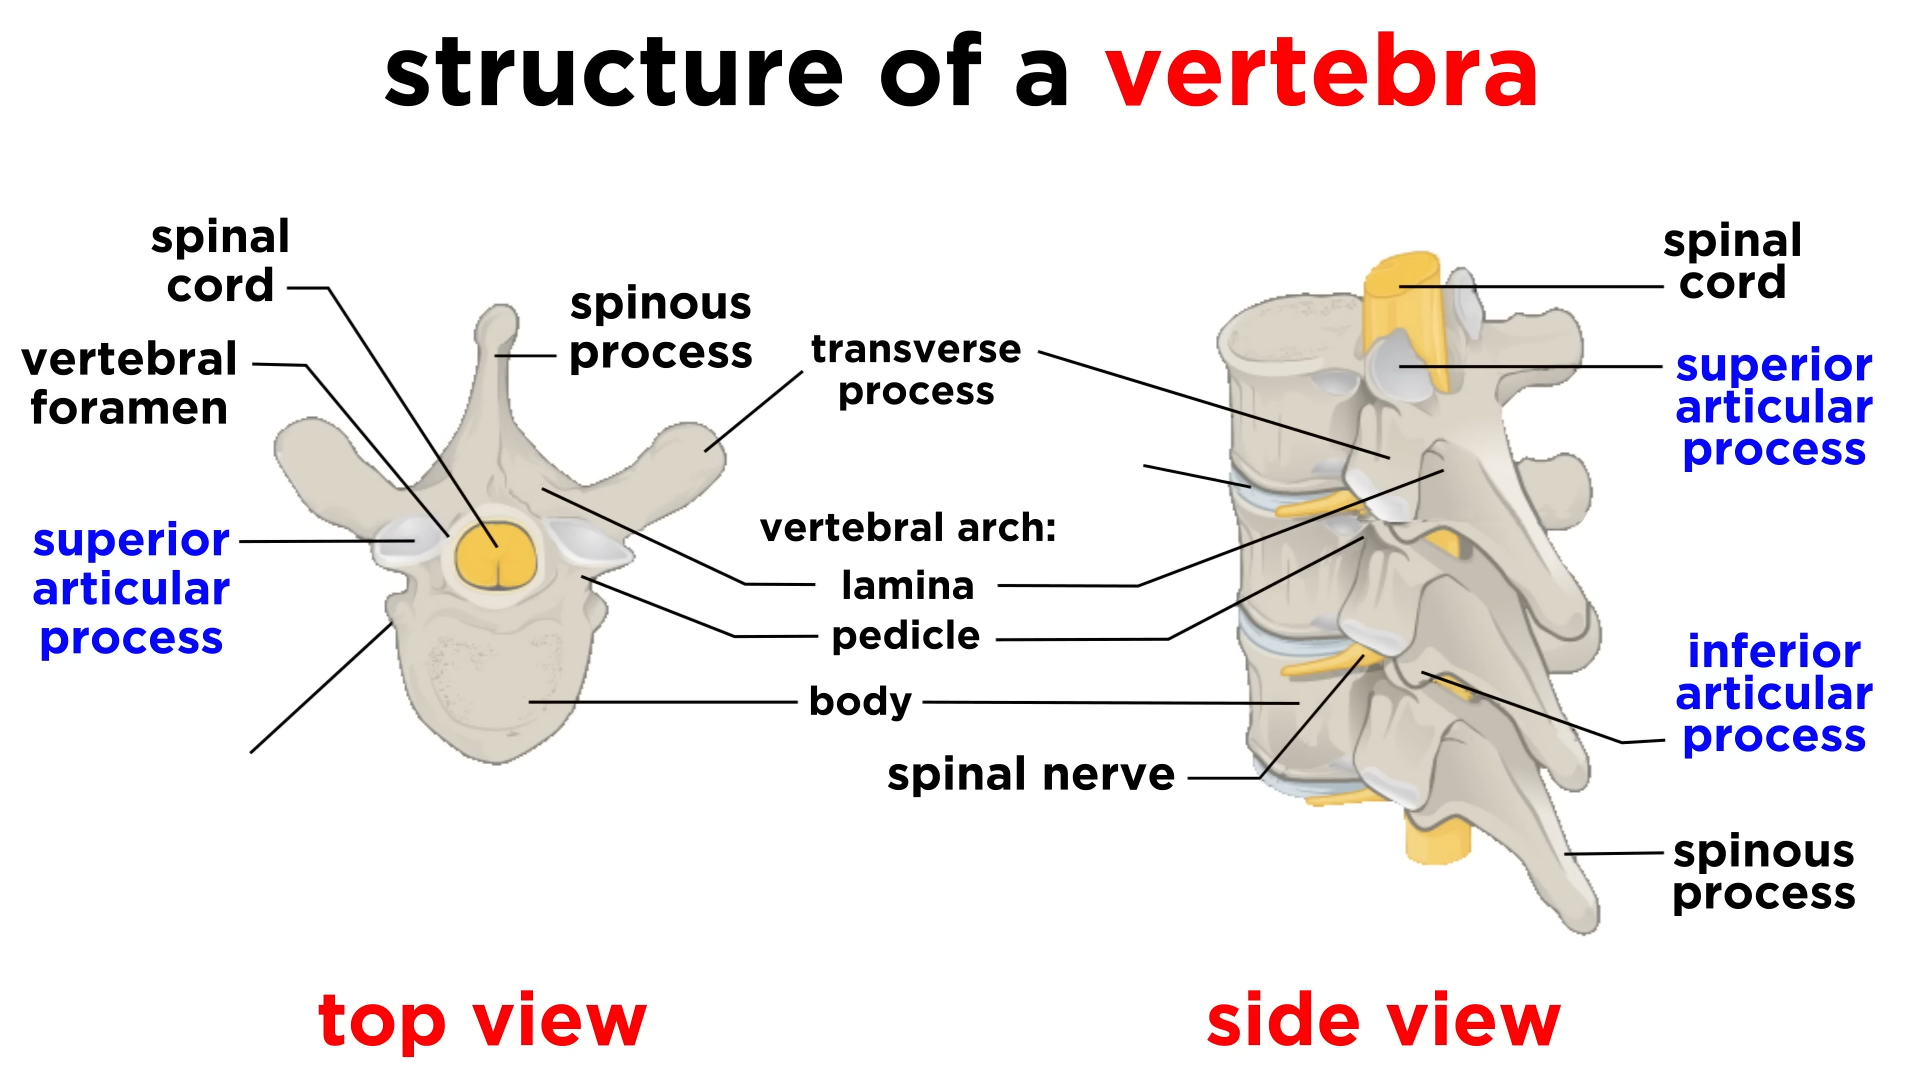 structure of a vertebra
spinal
cord
vertebral
foramen
superior
articular
process
spinous
process
transverse
process
vertebral arch:
lamina
pedicle
body
spinal nerve
spinal
cord
superior
articular
process
inferior
articular
process
spinous
process
top view
side view